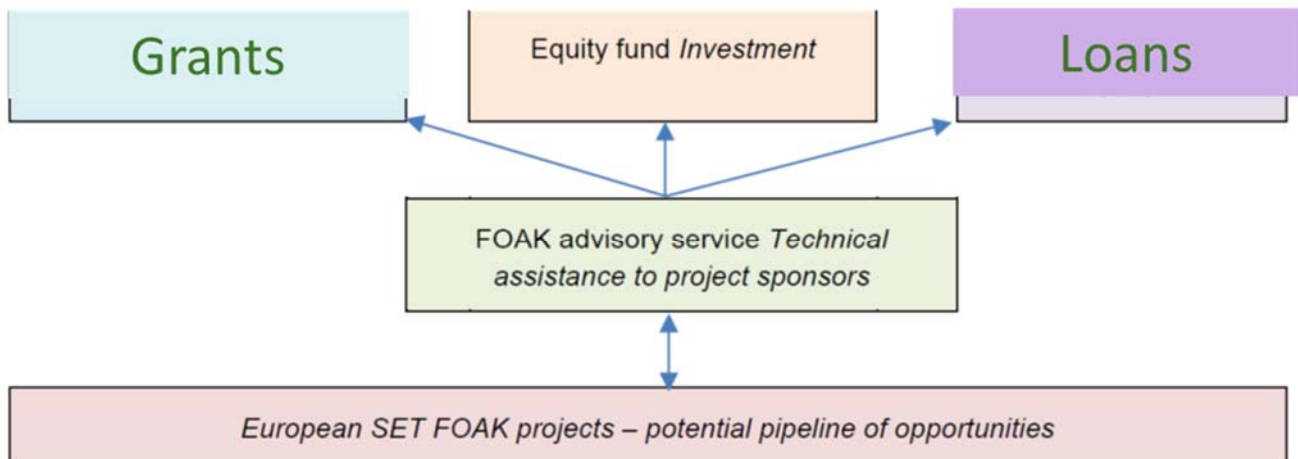 Grants
Equity fund Investment
Loans
FOAK advisory service Technical
assistance to project sponsors
European SET FOAK projects – potential pipeline of opportunities